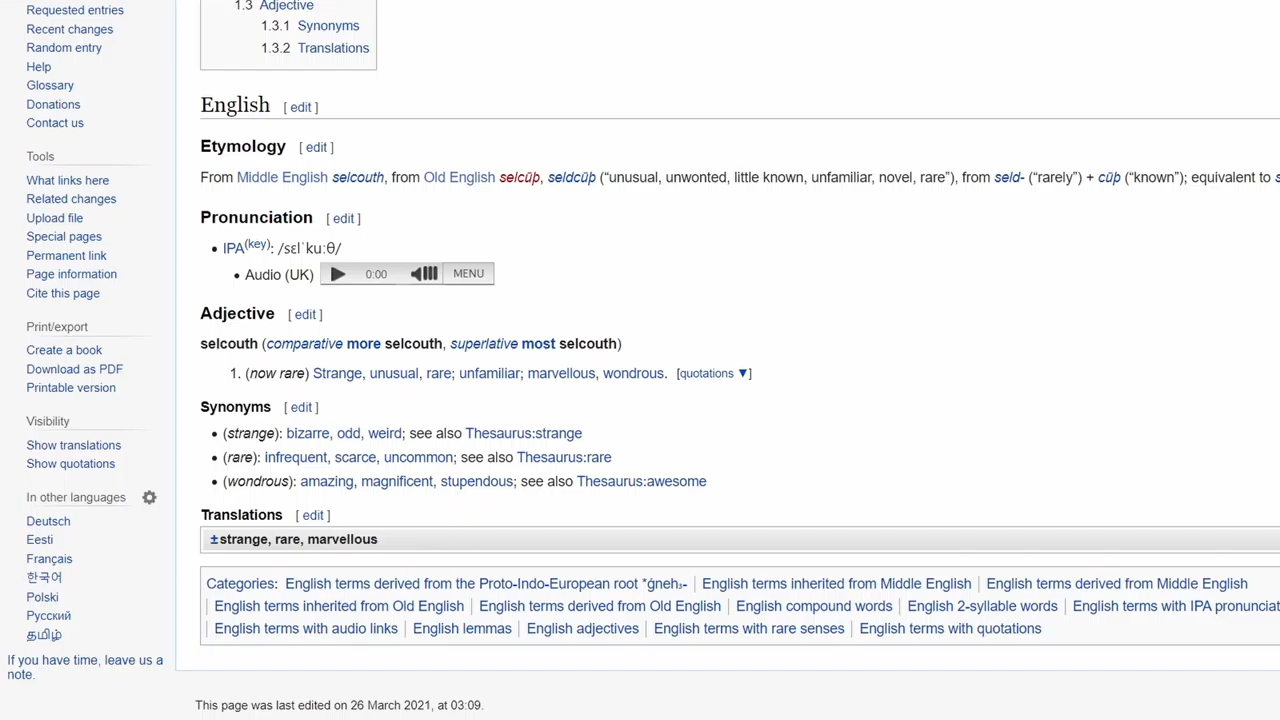 Requested entries
Recent changes
Random entry
Help
Glossary
Donations
Contact us
Tools
What links here
Related changes
Upload file
Special pages
Permanent link
Page information
Cite this page
Print/export
Create a book
Download as PDF
Printable version
Visibility
Show translations
Show quotations
In other languages
Deutsch
Eesti
Français
한국어
Polski
Русский
தமிழ்
If you have time, leave us a
note.
1.3 Adjective
1.3.1 Synonyms
1.3.2 Translations
English [ edit ]
Etymology [ edit ]
From Middle English selcouth, from Old English selcūþ, seldcūþ (“unusual, unwonted, little known, unfamiliar, novel, rare”), from seld- (“rarely”) + cūþ (“known”); equivalent to s
Pronunciation [ edit ]
• IPA(key): /sɛlˈkuːθ/
• Audio (UK) 0:00 MENU
Adjective [ edit ]
selcouth (comparative more selcouth, superlative most selcouth)
1. (now rare) Strange, unusual, rare; unfamiliar; marvellous, wondrous. [quotations ▼]
Synonyms [ edit ]
• (strange): bizarre, odd, weird; see also Thesaurus:strange
• (rare): infrequent, scarce, uncommon; see also Thesaurus:rare
• (wondrous): amazing, magnificent, stupendous; see also Thesaurus:awesome
Translations [ edit ]
± strange, rare, marvellous
Categories: English terms derived from the Proto-Indo-European root *ǵneh₃- | English terms inherited from Middle English | English terms derived from Middle English
| English terms inherited from Old English | English terms derived from Old English | English compound words | English 2-syllable words | English terms with IPA pronunciat
| English terms with audio links | English lemmas | English adjectives | English terms with rare senses | English terms with quotations
This page was last edited on 26 March 2021, at 03:09.